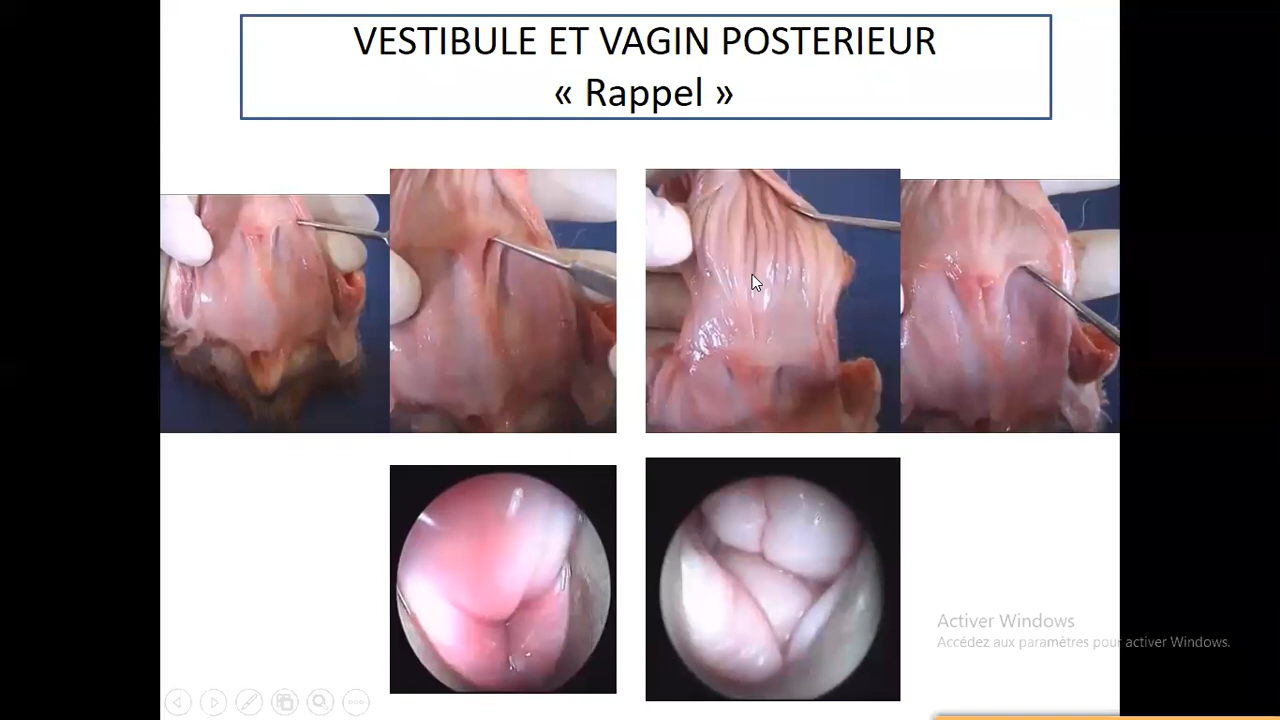 VESTIBULE ET VAGIN POSTERIEUR
« Rappel »
Activer Windows
Accédez aux paramètres pour activer Windows.